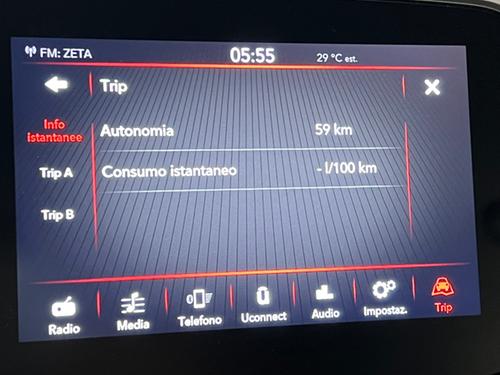 FM: ZETA 05:55 29 °C est.
Trip
Info
istantanee
Autonomia 59 km
Trip A
Consumo istantaneo - l/100 km
Trip B
Radio Media Telefono Uconnect Audio Impostaz. Trip